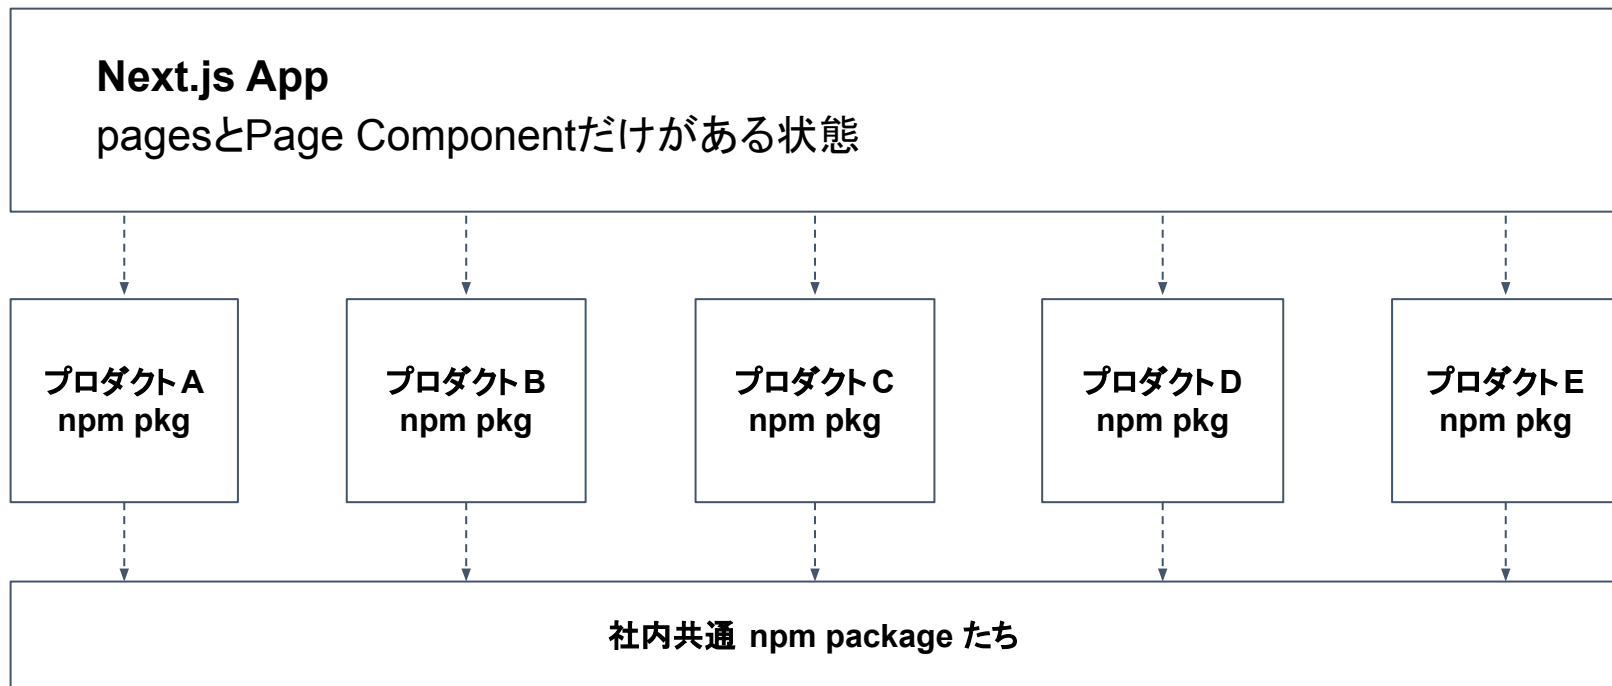 Next.js App
pagesとPage Componentだけがある状態
プロダクトA
npm pkg
プロダクトB
npm pkg
プロダクトC
npm pkg
プロダクトD
npm pkg
プロダクトE
npm pkg
社内共通 npm package たち